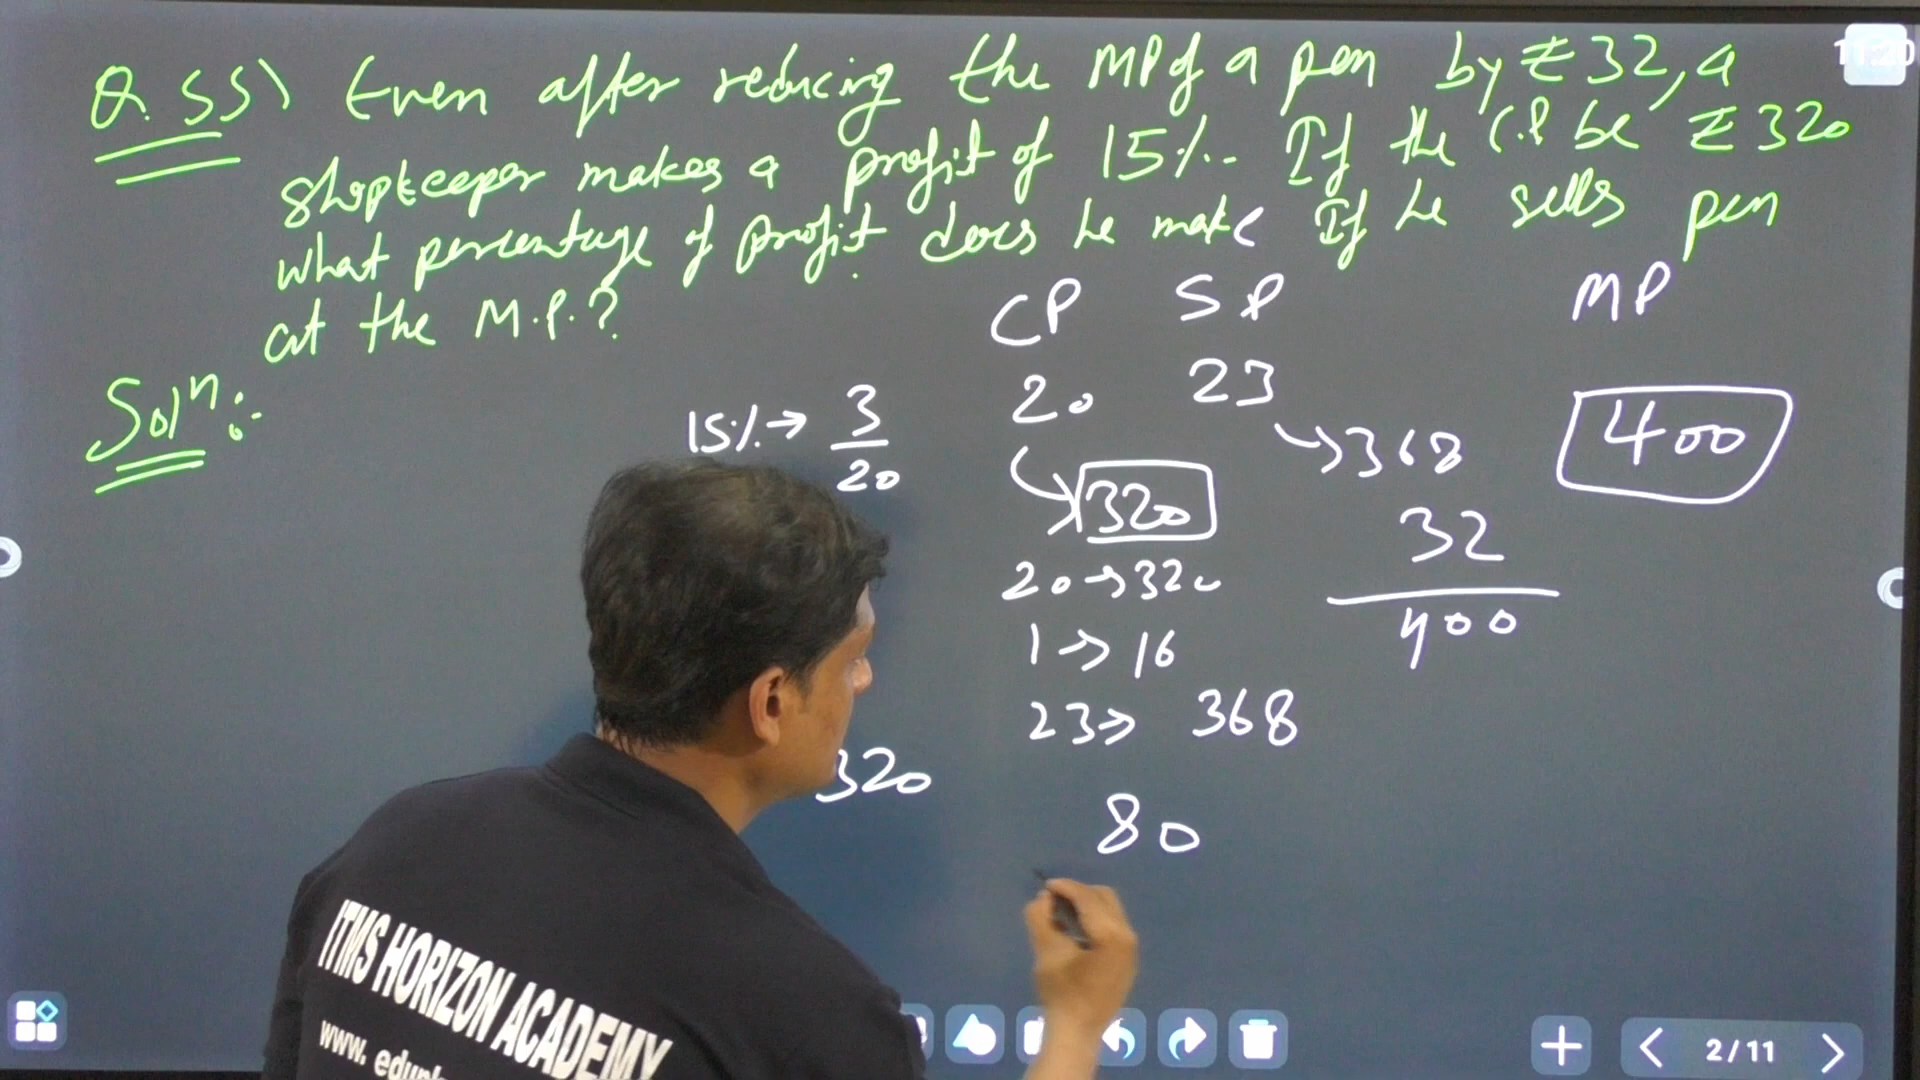 Q. 55) Even after reducing the MP of a pen by ₹32, a
shopkeeper makes a profit of 15%. If the C.P be ₹320
what percentage of profit does he make If he sells pen
at the M.P.?
CP SP MP
Soln:
15% → 3/20
20 23
→ 368
400
320
32
20 → 320
400
1 → 16
23 → 368
320
80
ITMS HORIZON ACADEMY
www.
2/11
11:20